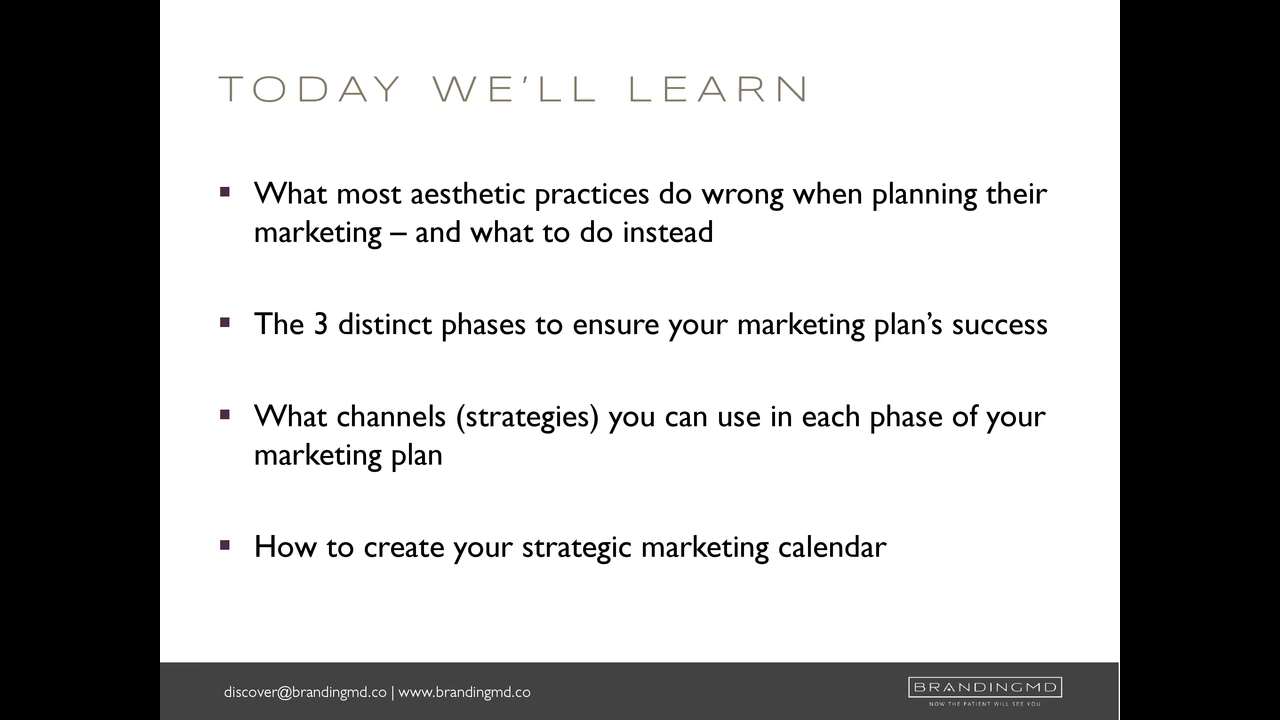 TODAY WE'LL LEARN
▪ What most aesthetic practices do wrong when planning their
marketing – and what to do instead
▪ The 3 distinct phases to ensure your marketing plan's success
▪ What channels (strategies) you can use in each phase of your
marketing plan
▪ How to create your strategic marketing calendar
discover@brandingmd.co | www.brandingmd.co
BRANDINGMD
NOW THE PATIENT WILL SEE YOU